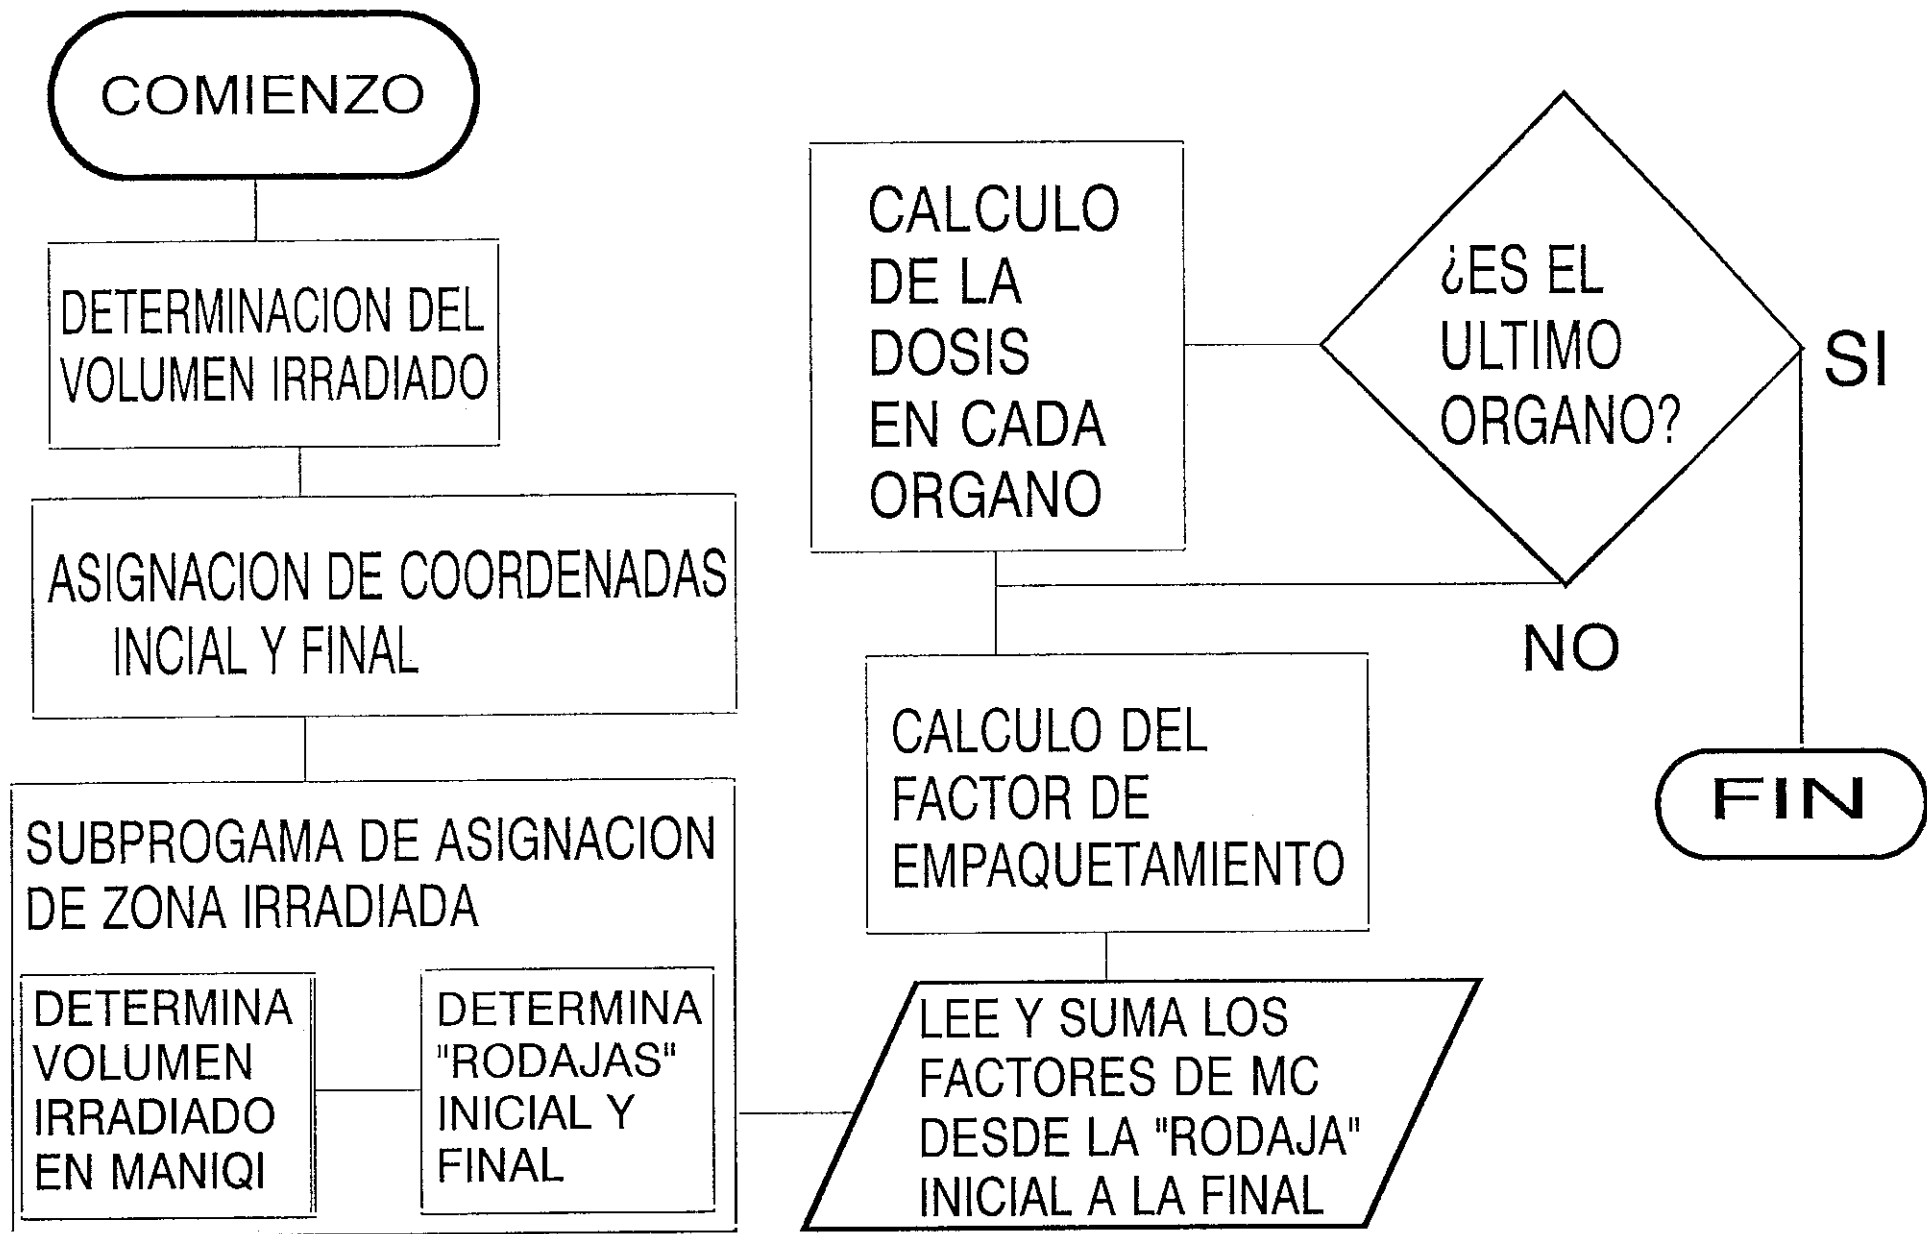 COMIENZO
DETERMINACION DEL
VOLUMEN IRRADIADO
ASIGNACION DE COORDENADAS
INCIAL Y FINAL
SUBPROGAMA DE ASIGNACION
DE ZONA IRRADIADA
DETERMINA
VOLUMEN
IRRADIADO
EN MANIQI
DETERMINA
"RODAJAS"
INICIAL Y
FINAL
LEE Y SUMA LOS
FACTORES DE MC
DESDE LA "RODAJA"
INICIAL A LA FINAL
CALCULO DEL
FACTOR DE
EMPAQUETAMIENTO
CALCULO
DE LA
DOSIS
EN CADA
ORGANO
¿ES EL
ULTIMO
ORGANO?
SI
NO
FIN